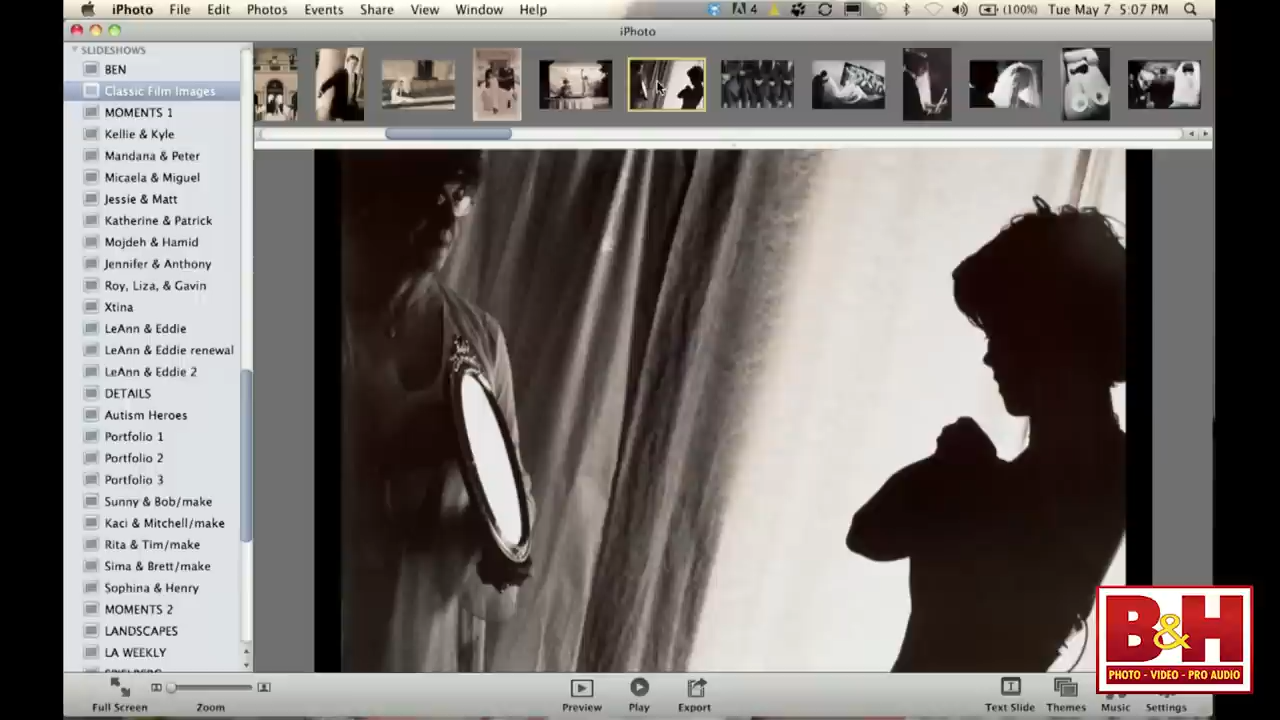 iPhoto File Edit Photos Events Share View Window Help 4 (100%) Tue May 7 5:07 PM
iPhoto
SLIDESHOWS
BEN
Classic Film Images
MOMENTS 1
Kellie & Kyle
Mandana & Peter
Micaela & Miguel
Jessie & Matt
Katherine & Patrick
Mojdeh & Hamid
Jennifer & Anthony
Roy, Liza, & Gavin
Xtina
LeAnn & Eddie
LeAnn & Eddie renewal
LeAnn & Eddie 2
DETAILS
Autism Heroes
Portfolio 1
Portfolio 2
Portfolio 3
Sunny & Bob/make
Kaci & Mitchell/make
Rita & Tim/make
Sima & Brett/make
Sophina & Henry
MOMENTS 2
LANDSCAPES
LA WEEKLY
Full Screen Zoom Preview Play Export Text Slide Themes Music Settings
B&H
PHOTO - VIDEO - PRO AUDIO